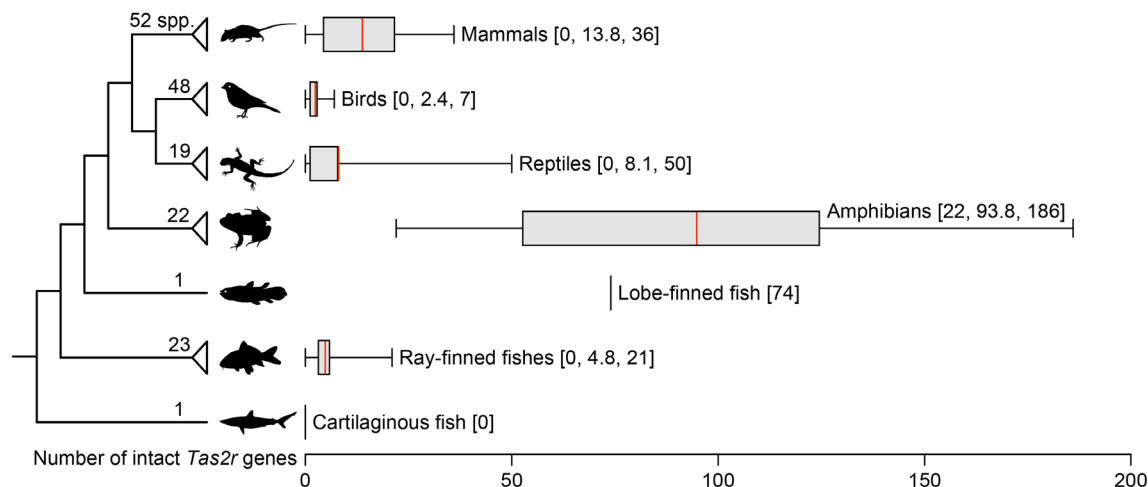 52 spp.
Mammals [0, 13.8, 36]
48
Birds [0, 2.4, 7]
19
Reptiles [0, 8.1, 50]
22
Amphibians [22, 93.8, 186]
1
Lobe-finned fish [74]
23
Ray-finned fishes [0, 4.8, 21]
1
Cartilaginous fish [0]
Number of intact Tas2r genes
0 50 100 150 200